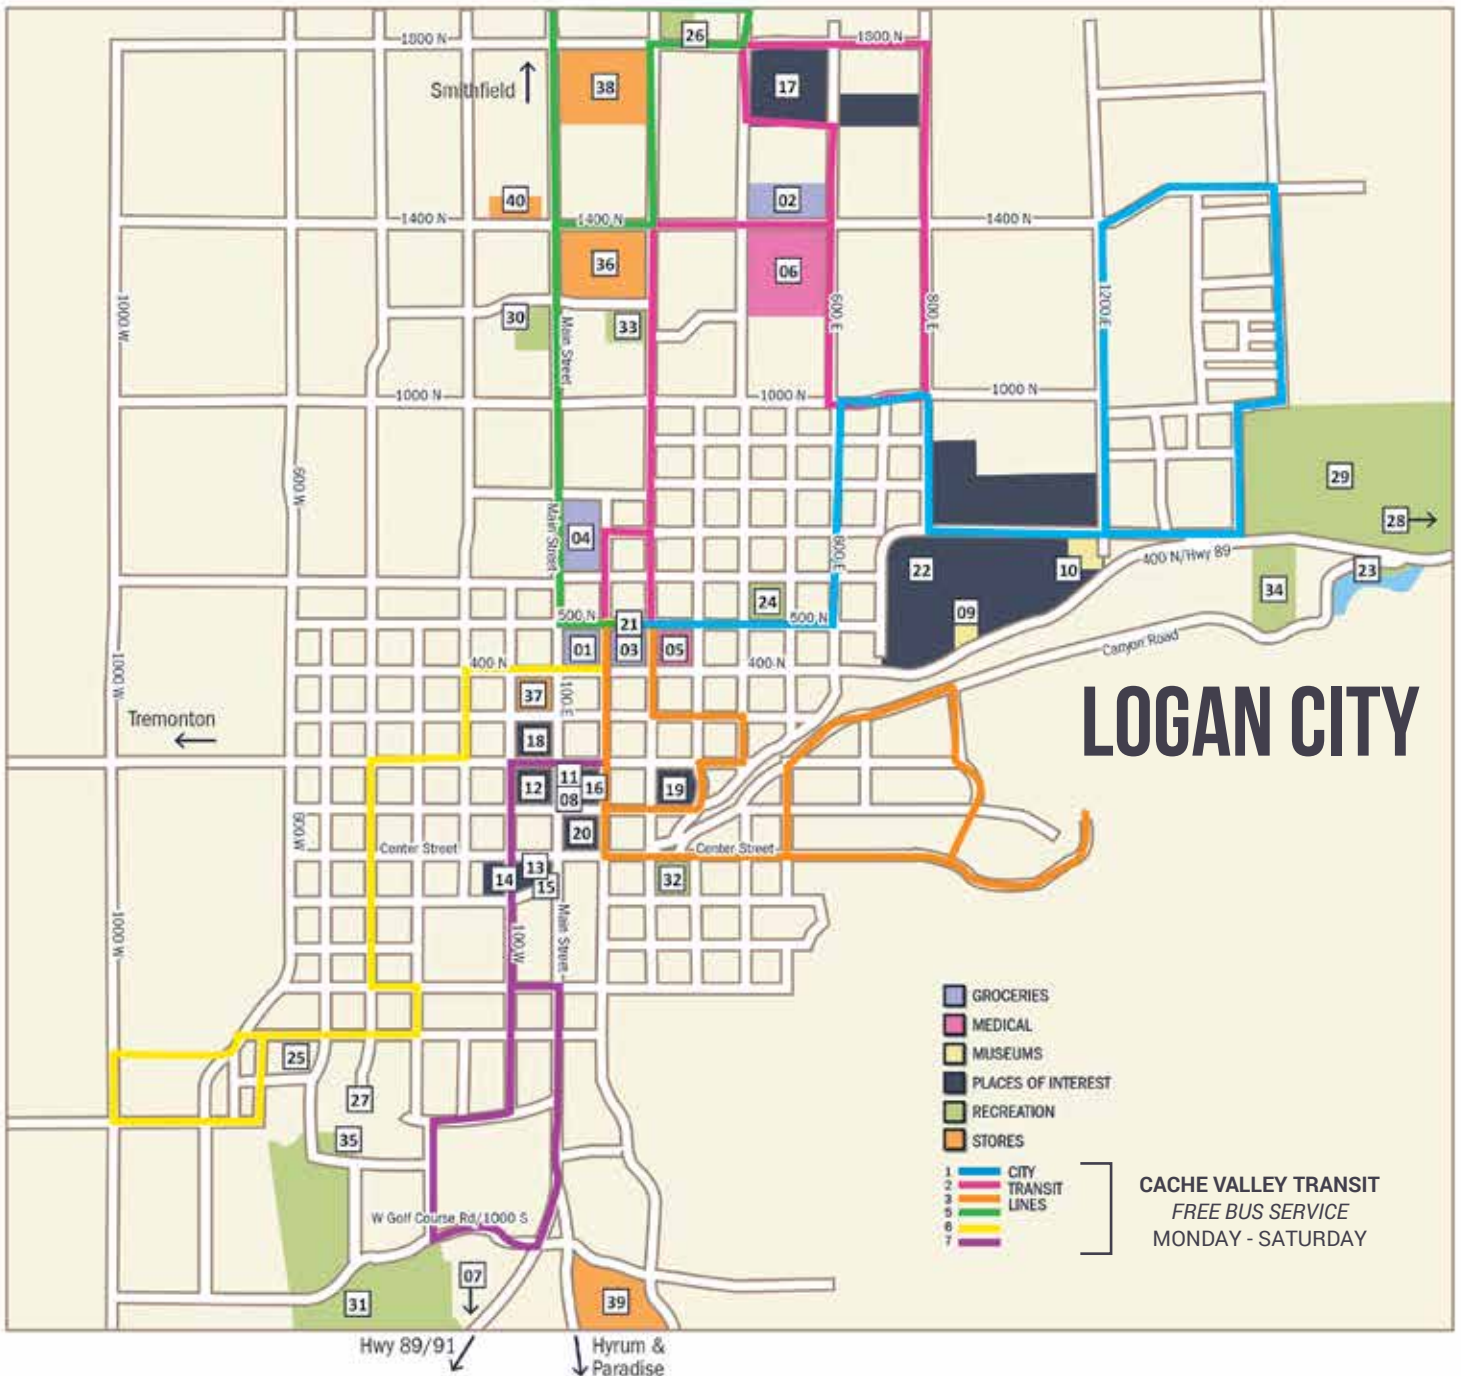 26
1800 N
1800 N
Smithfield
38
17
40
02
1400 N
1400 N
1400 N
36
06
1000 W
30
Main Street
33
600 E
800 E
1200 E
1000 N
1000 N
1000 N
600 W
29
Main Street
04
28
600 E
400 N/Hwy 89
22
10
23
24
34
500 N
21
500 N
09
01
03
05
Canyon Road
1000 W
400 N
400 N
37
100 E
LOGAN CITY
Tremonton
18
11
12
16
19
08
20
600 W
Center Street
Center Street
13
14
15
32
1000 W
100 W
Main Street
GROCERIES
MEDICAL
MUSEUMS
PLACES OF INTEREST
RECREATION
STORES
25
27
35
1 CITY
2 TRANSIT
3 LINES
5
6
7
CACHE VALLEY TRANSIT
FREE BUS SERVICE
MONDAY - SATURDAY
W Golf Course Rd/1000 S
07
31
39
Hwy 89/91
Hyrum &
Paradise